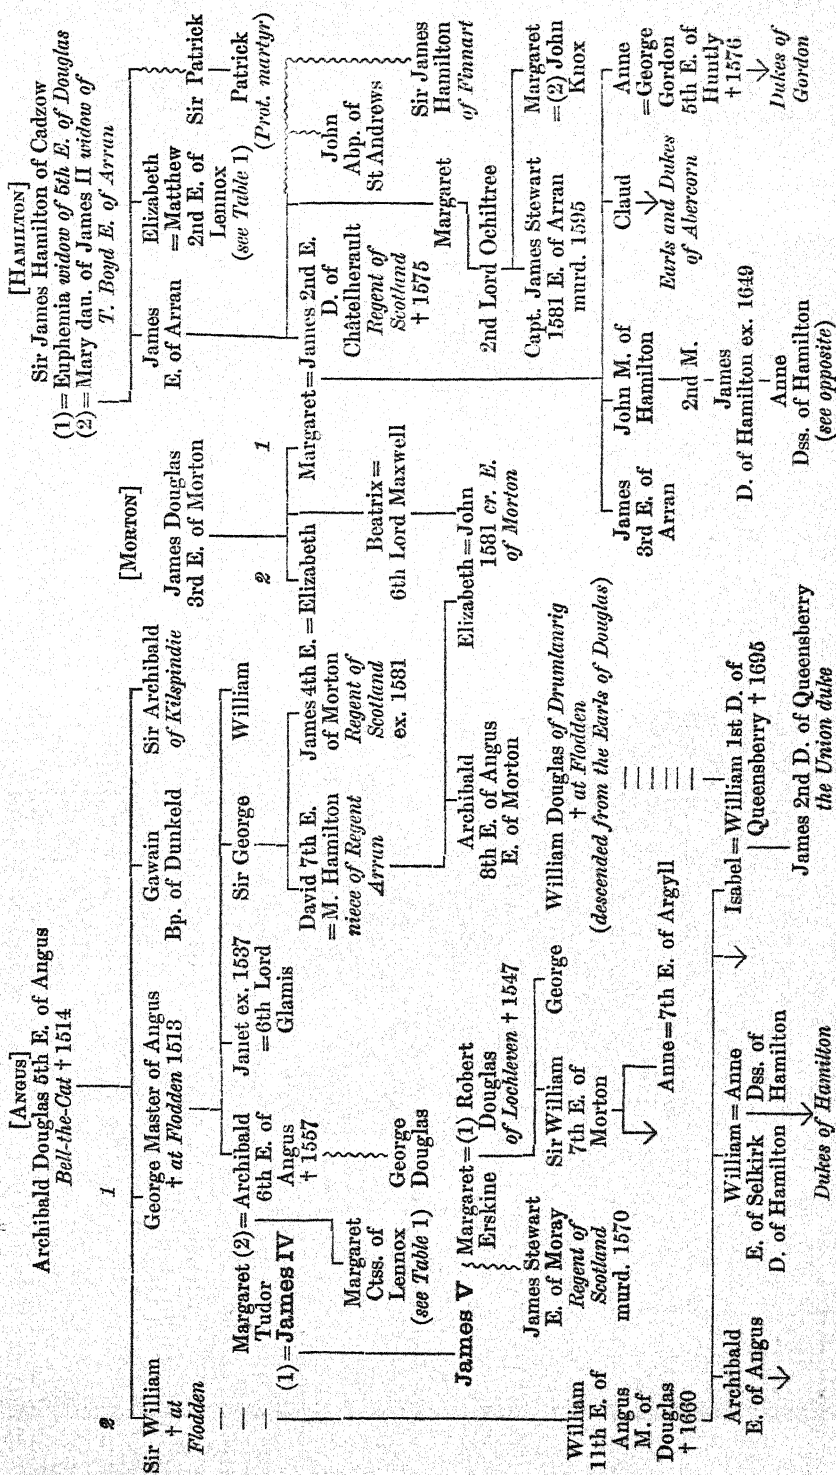 [ANGUS]
Archibald Douglas 5th E. of Angus
Bell-the-Cat † 1514
2
1
Sir William
† at
Flodden
George Master of Angus
† at Flodden 1513
Gawain
Bp. of Dunkeld
Sir Archibald
of Kilspindie
Margaret (2) = Archibald
Tudor
6th E. of
Angus
† 1557
(1) = James IV
Janet ex. 1537
= 6th Lord
Glamis
Sir George
William
Margaret
Ctss. of
Lennox
(see Table 1)
George
Douglas
David 7th E.
= M. Hamilton
niece of Regent
Arran
James 4th E. = Elizabeth
of Morton
Regent of
Scotland
ex. 1581
James V
Margaret = (1) Robert
Erskine
Douglas
of Lochleven † 1547
James Stewart
E. of Moray
Regent of
Scotland
murd. 1570
Sir William
7th E. of
Morton
George
Archibald
8th E. of Angus
E. of Morton
Elizabeth = John
1581 cr. E.
of Morton
William Douglas of Drumlanrig
† at Flodden
(descended from the Earls of Douglas)
Anne = 7th E. of Argyll
William
11th E. of
Angus
M. of
Douglas
† 1660
Archibald
E. of Angus
William = Anne
E. of Selkirk
Dss. of
D. of Hamilton
Hamilton
Dukes of Hamilton
Isabel = William 1st D. of
Queensberry † 1695
James 2nd D. of Queensberry
the Union duke
[MORTON]
James Douglas
3rd E. of Morton
2
1
Margaret = James 2nd E.
D. of
Châtelherault
Regent of
Scotland
† 1575
Beatrix =
6th Lord Maxwell
[HAMILTON]
Sir James Hamilton of Cadzow
(1) = Euphemia widow of 5th E. of Douglas
(2) = Mary dau. of James II widow of
T. Boyd E. of Arran
James
E. of Arran
Elizabeth
= Matthew
2nd E. of
Lennox
(see Table 1)
Sir Patrick
Patrick
(Prot. martyr)
John
Abp. of
St Andrews
Sir James
Hamilton
of Finnart
Margaret
2nd Lord Ochiltree
Capt. James Stewart
1581 E. of Arran
murd. 1595
Margaret
= (2) John
Knox
James
3rd E. of
Arran
John M. of
Hamilton
2nd M.
James
D. of Hamilton ex. 1649
Anne
Dss. of Hamilton
(see opposite)
Claud
Earls and Dukes
of Abercorn
Anne
= George
Gordon
5th E. of
Huntly
† 1576
Dukes of
Gordon